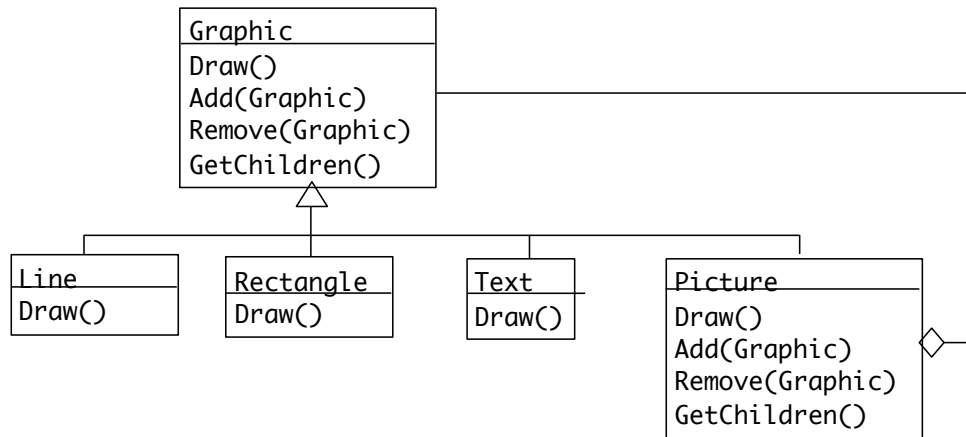 Graphic
Draw()
Add(Graphic)
Remove(Graphic)
GetChildren()
Line
Draw()
Rectangle
Draw()
Text
Draw()
Picture
Draw()
Add(Graphic)
Remove(Graphic)
GetChildren()